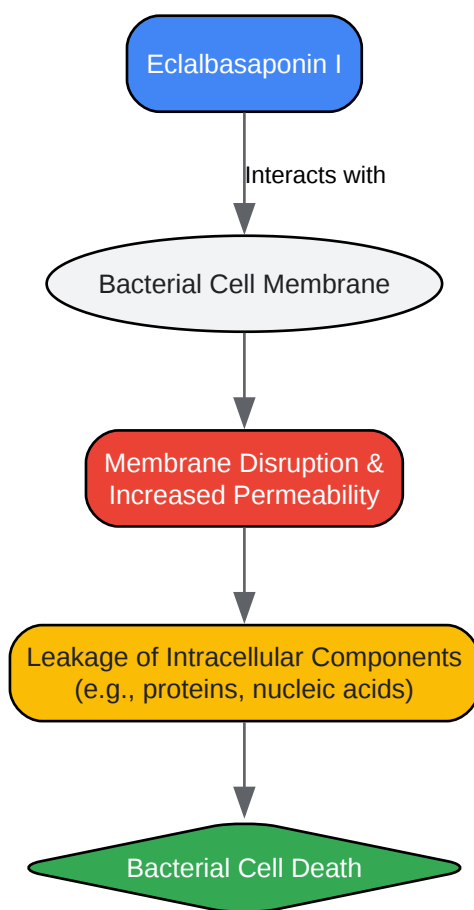 Eclalbasaponin I
Interacts with
Bacterial Cell Membrane
Membrane Disruption &
Increased Permeability
Leakage of Intracellular Components
(e.g., proteins, nucleic acids)
Bacterial Cell Death